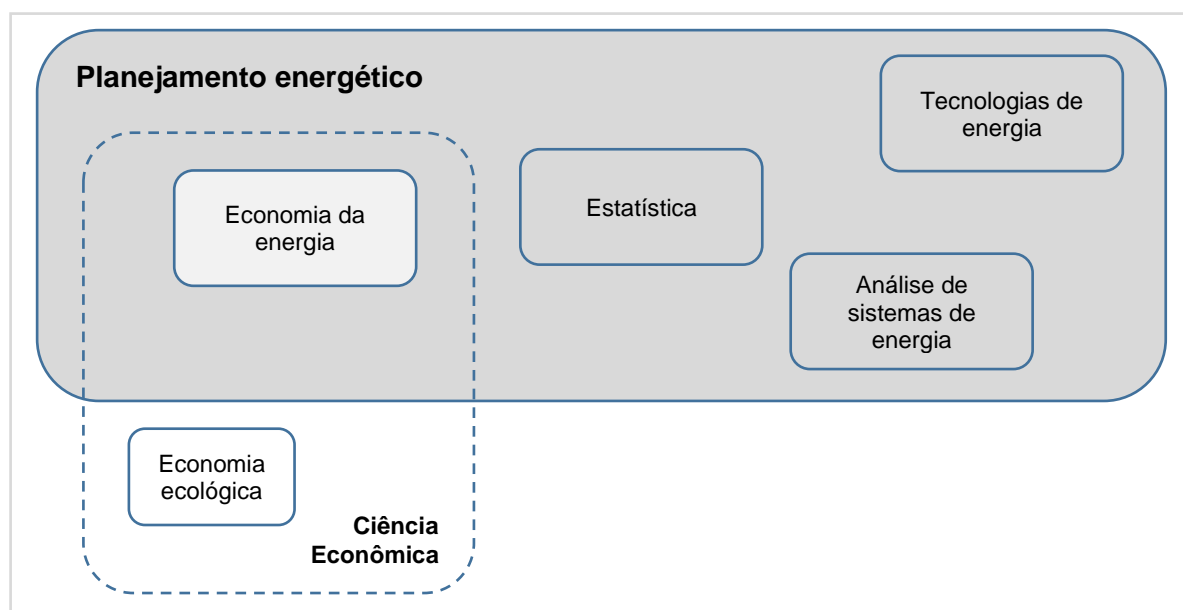 Planejamento energético
Tecnologias de
energia
Economia da
energia
Estatística
Análise de
sistemas de
energia
Economia
ecológica
Ciência
Econômica